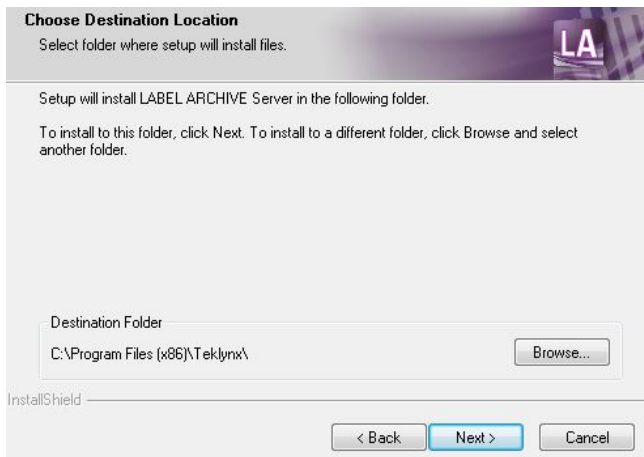 Choose Destination Location
Select folder where setup will install files.
LA
Setup will install LABEL ARCHIVE Server in the following folder.
To install to this folder, click Next. To install to a different folder, click Browse and select
another folder.
Destination Folder
C:\Program Files (x86)\Teklynx\
Browse...
InstallShield
< Back
Next >
Cancel